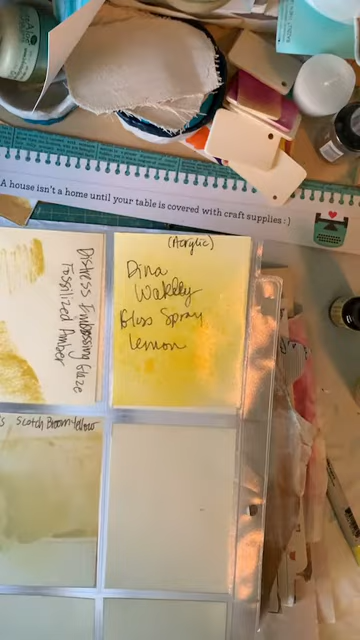 A house isn't a home until your table is covered with craft supplies :)
Distress Embossing Glaze
Fossilized Amber
(Acrylic)
Dina
Wakley
Gloss Spray
Lemon
Scotch Broom Yellow